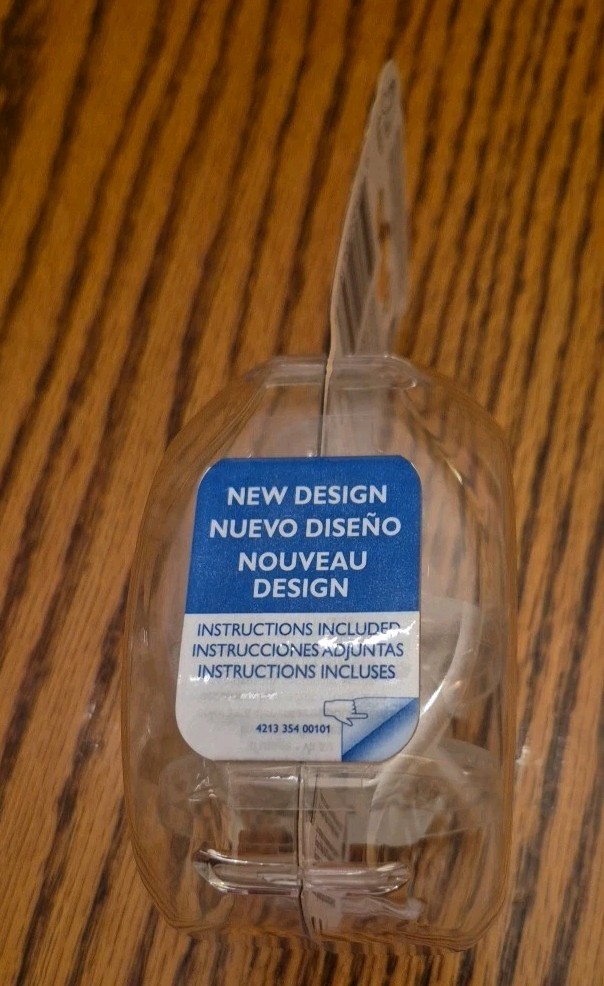 NEW DESIGN
NUEVO DISEÑO
NOUVEAU
DESIGN
INSTRUCTIONS INCLUDED
INSTRUCCIONES ADJUNTAS
INSTRUCTIONS INCLUSES
4213 354 00101